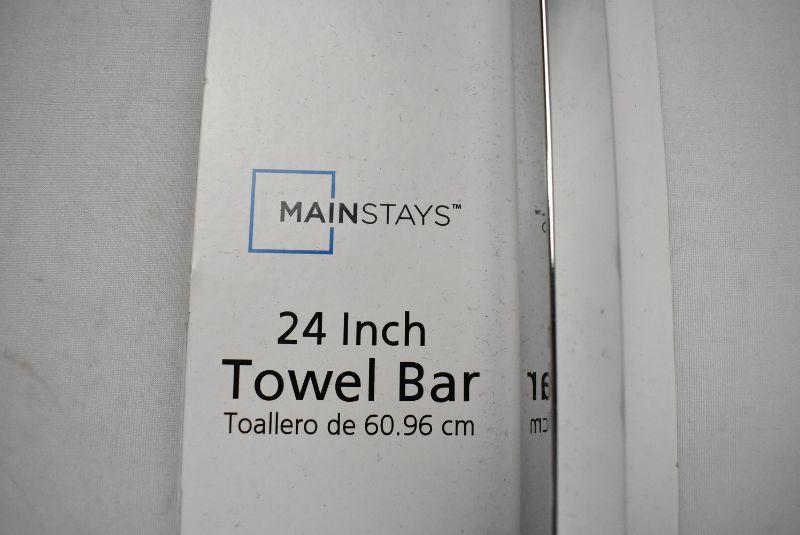 MAINSTAYS™
24 Inch
Towel Bar
Toallero de 60.96 cm